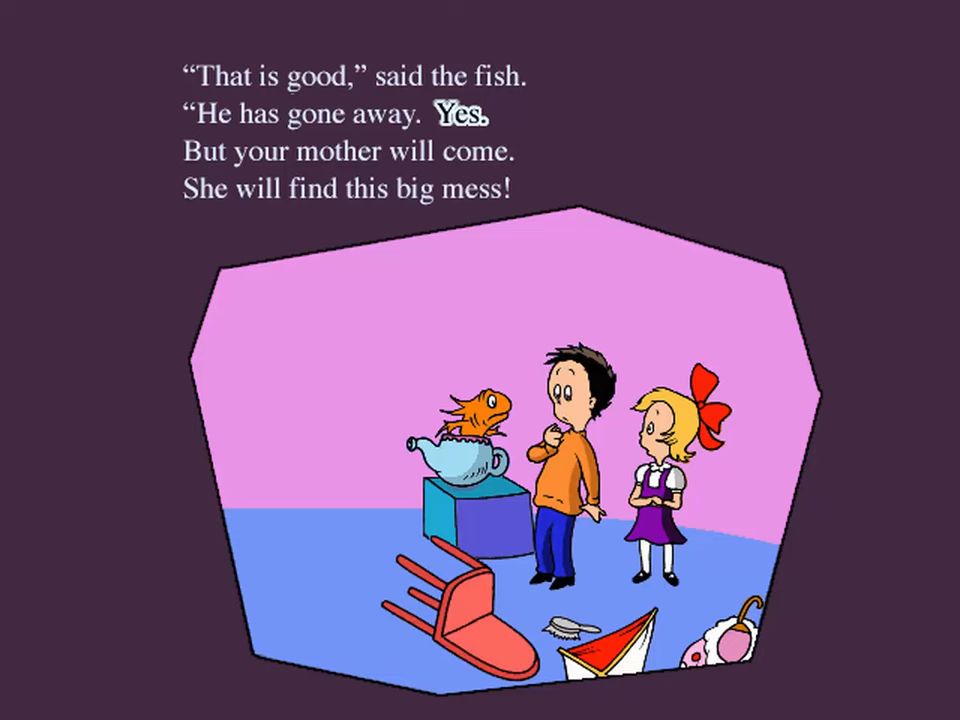 “That is good,” said the fish.
“He has gone away. Yes.
But your mother will come.
She will find this big mess!